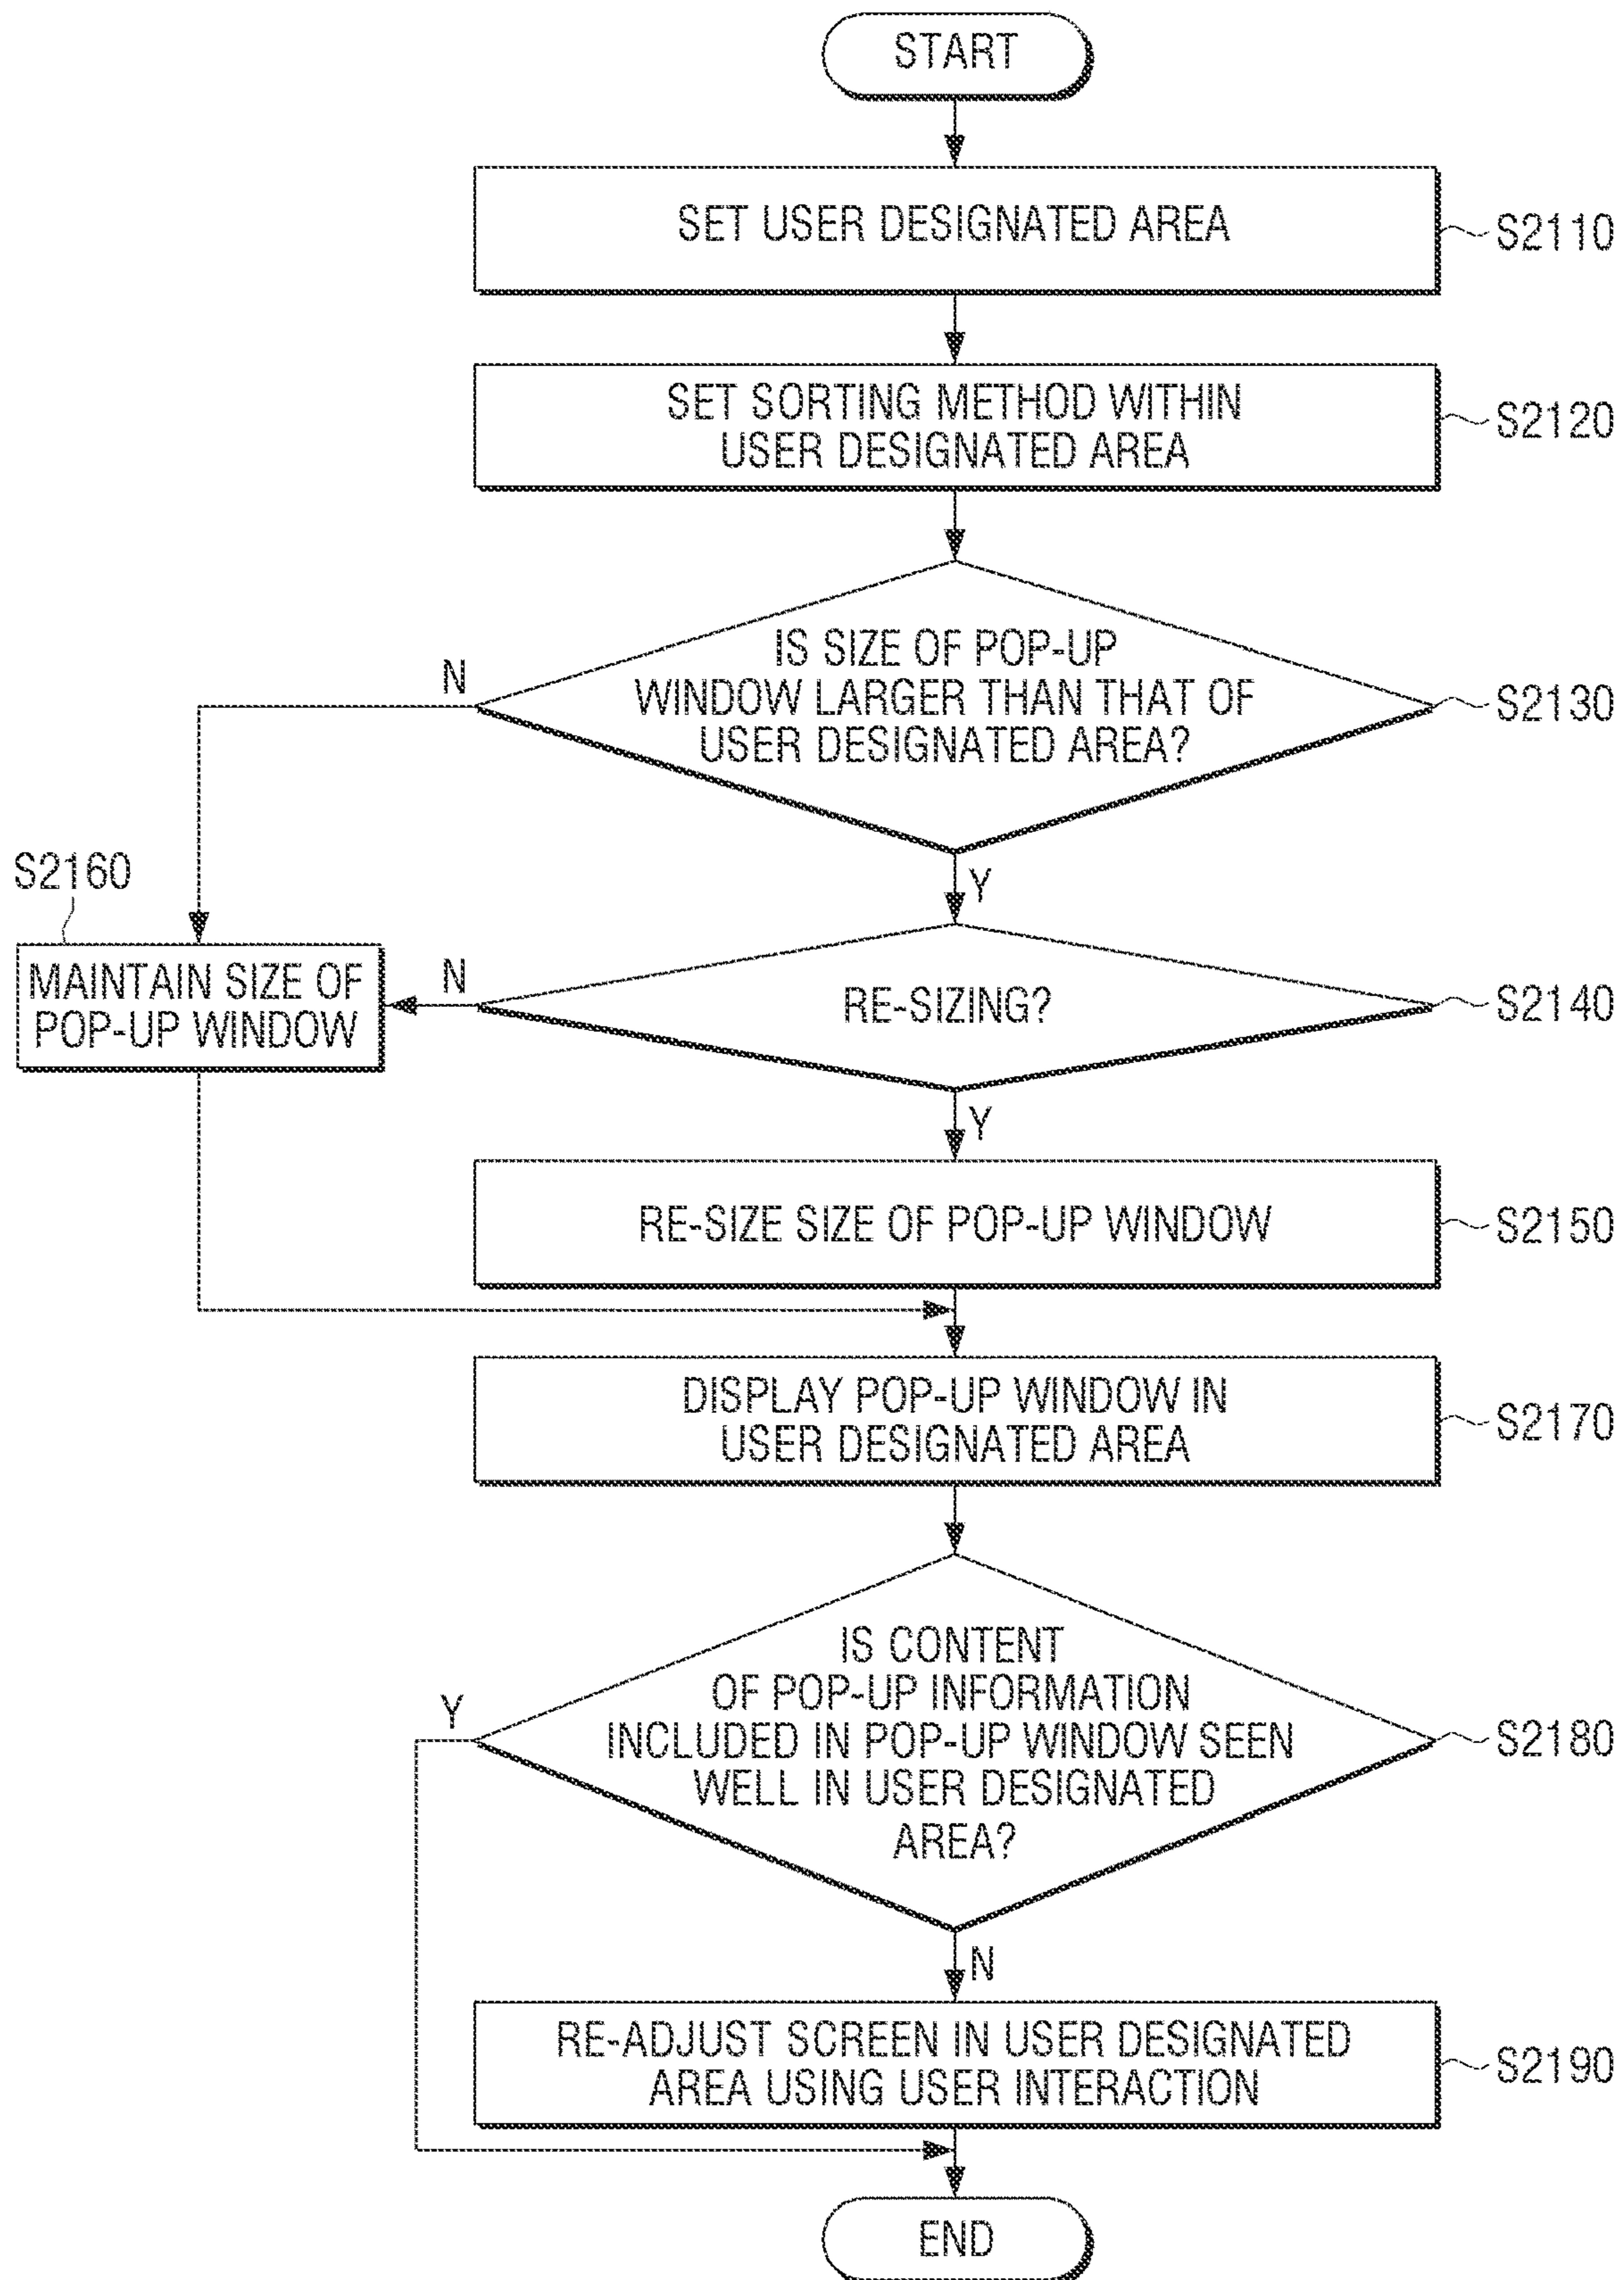 START
SET USER DESIGNATED AREA
S2110
SET SORTING METHOD WITHIN
USER DESIGNATED AREA
S2120
IS SIZE OF POP-UP
WINDOW LARGER THAN THAT OF
USER DESIGNATED AREA?
N
S2130
Y
S2160
MAINTAIN SIZE OF
POP-UP WINDOW
N
RE-SIZING?
S2140
Y
RE-SIZE SIZE OF POP-UP WINDOW
S2150
DISPLAY POP-UP WINDOW IN
USER DESIGNATED AREA
S2170
IS CONTENT
OF POP-UP INFORMATION
INCLUDED IN POP-UP WINDOW SEEN
WELL IN USER DESIGNATED
AREA?
Y
S2180
N
RE-ADJUST SCREEN IN USER DESIGNATED
AREA USING USER INTERACTION
S2190
END